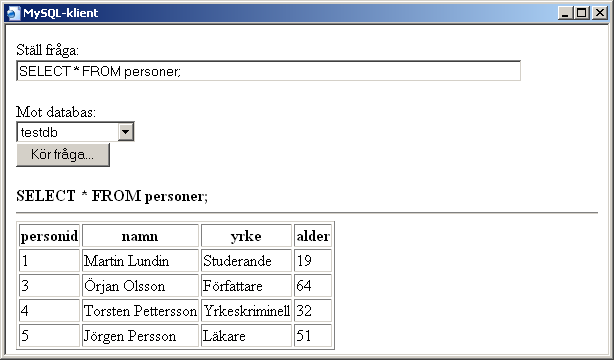 MySQL-klient
Ställ fråga:
SELECT * FROM personer;
Mot databas:
testdb
Kör fråga...
SELECT * FROM personer;
personid namn yrke alder
1 Martin Lundin Studerande 19
3 Örjan Olsson Författare 64
4 Torsten Pettersson Yrkeskriminell 32
5 Jörgen Persson Läkare 51